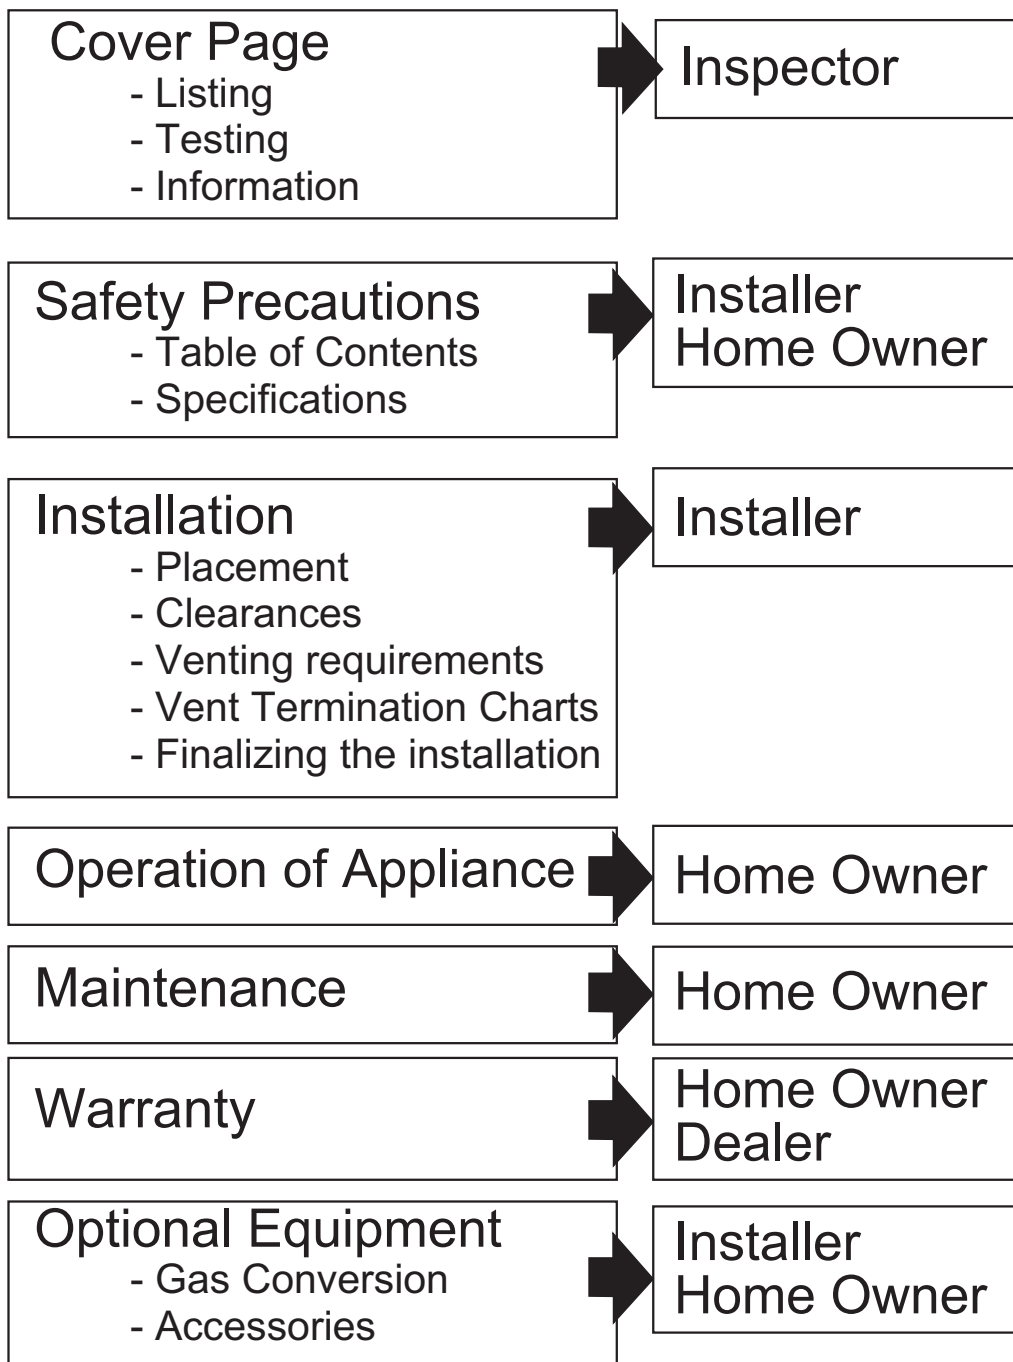 Cover Page
- Listing
- Testing
- Information
Inspector
Safety Precautions
- Table of Contents
- Specifications
Installer
Home Owner
Installation
- Placement
- Clearances
- Venting requirements
- Vent Termination Charts
- Finalizing the installation
Installer
Operation of Appliance
Home Owner
Maintenance
Home Owner
Warranty
Home Owner
Dealer
Optional Equipment
- Gas Conversion
- Accessories
Installer
Home Owner